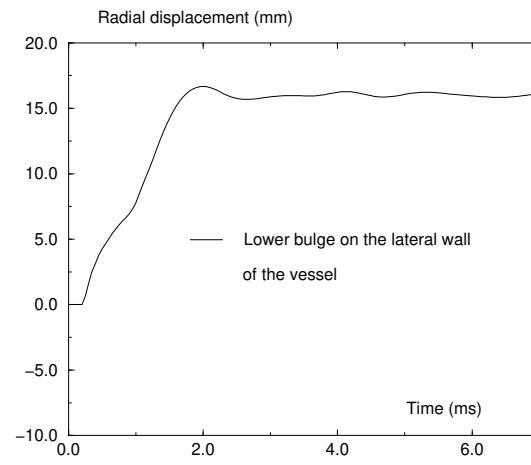 Radial displacement (mm)
20.0
15.0
10.0
5.0
0.0
−5.0
−10.0
Lower bulge on the lateral wall
of the vessel
Time (ms)
0.0 2.0 4.0 6.0